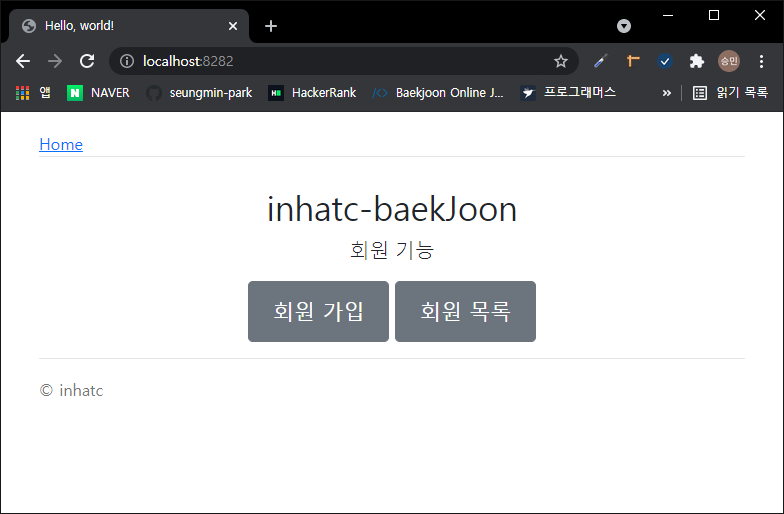 Hello, world!
localhost:8282
승민
앱 NAVER seungmin-park HackerRank Baekjoon Online J... 프로그래머스 » 읽기 목록
Home
inhatc-baekJoon
회원 기능
회원 가입 회원 목록
© inhatc